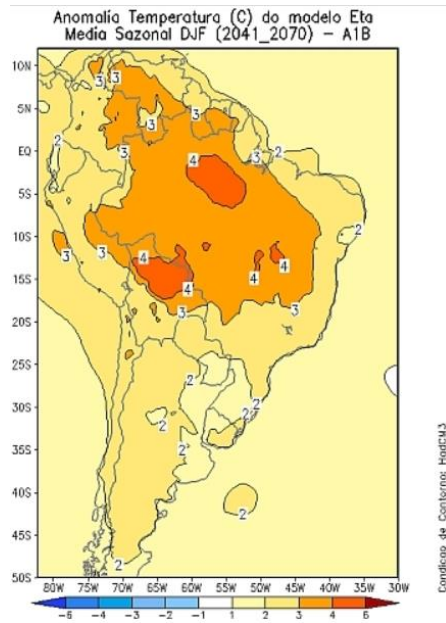 Anomalia Temperatura (C) do modelo Eta
Media Sazonal DJF (2041_2070) - A1B
10N
5N
EQ
5S
10S
15S
20S
25S
30S
35S
40S
45S
50S
3
3
3
3
2
3
3
2
4
2
3
3
4
4
4
4
3
3
2
2
2
2
2
2
2
80W 75W 70W 65W 60W 55W 50W 45W 40W 35W 30W
-5 -4 -3 -2 -1 1 2 3 4 5
Condicao de Contorno: HadCM3